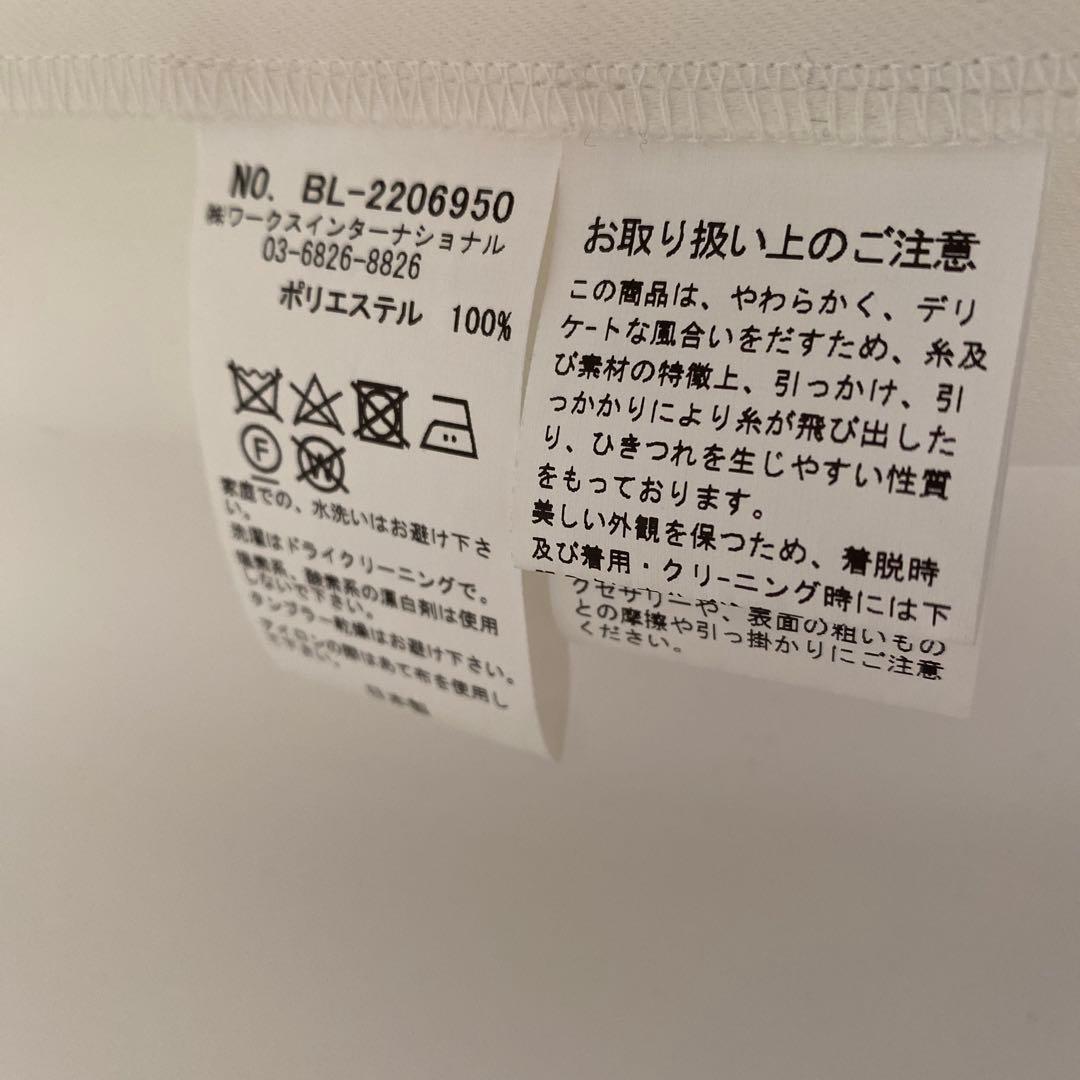 NO. BL-2206950
㈱ワークスインターナショナル
03-6826-8826
ポリエステル 100%
F
W
家庭での、水洗いはお避け下さ
い。
洗濯はドライクリーニングで。
塩素系、酸素系の漂白剤は使用
しないで下さい。
タンブラー乾燥はお避け下さい。
アイロンの際はあて布を使用し
て下さい。
日本製
お取り扱い上のご注意
この商品は、やわらかく、デリ
ケートな風合いをだすため、糸及
び素材の特徴上、引っかけ、引
っかかりにより糸が飛び出した
り、ひきつれを生じやすい性質
をもっております。
美しい外観を保つため、着脱時
及び着用・クリーニング時には下
クセサリーや、表面の粗いもの
との摩擦や引っ掛かりにご注意
ください。